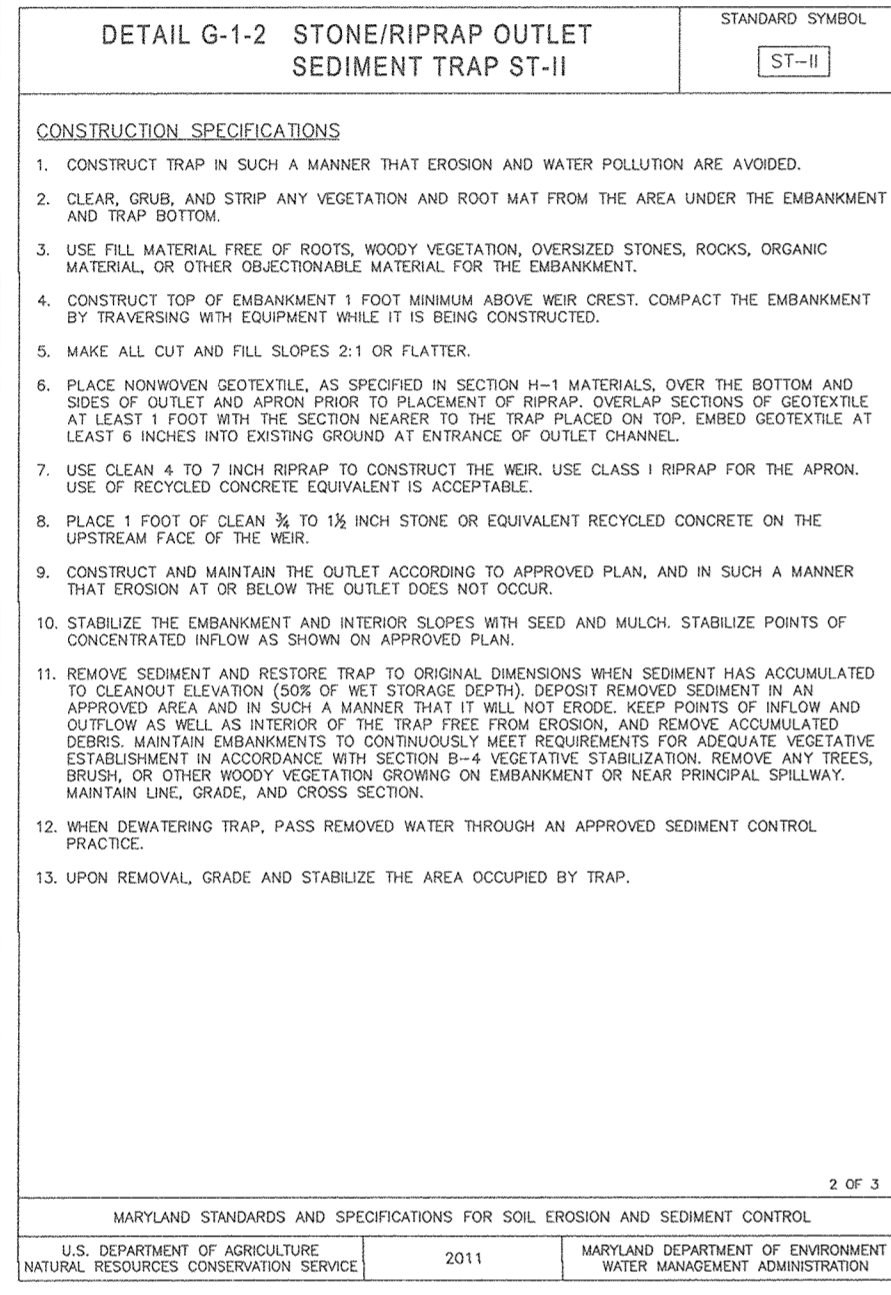 DETAIL G-1-2 STONE/RIPRAP OUTLET
SEDIMENT TRAP ST-II
STANDARD SYMBOL
ST-II
CONSTRUCTION SPECIFICATIONS
1. CONSTRUCT TRAP IN SUCH A MANNER THAT EROSION AND WATER POLLUTION ARE AVOIDED.
2. CLEAR, GRUB, AND STRIP ANY VEGETATION AND ROOT MAT FROM THE AREA UNDER THE EMBANKMENT
AND TRAP BOTTOM.
3. USE FILL MATERIAL FREE OF ROOTS, WOODY VEGETATION, OVERSIZED STONES, ROCKS, ORGANIC
MATERIAL, OR OTHER OBJECTIONABLE MATERIAL FOR THE EMBANKMENT.
4. CONSTRUCT TOP OF EMBANKMENT 1 FOOT MINIMUM ABOVE WEIR CREST. COMPACT THE EMBANKMENT
BY TRAVERSING WITH EQUIPMENT WHILE IT IS BEING CONSTRUCTED.
5. MAKE ALL CUT AND FILL SLOPES 2:1 OR FLATTER.
6. PLACE NONWOVEN GEOTEXTILE, AS SPECIFIED IN SECTION H-1 MATERIALS, OVER THE BOTTOM AND
SIDES OF OUTLET AND APRON PRIOR TO PLACEMENT OF RIPRAP. OVERLAP SECTIONS OF GEOTEXTILE
AT LEAST 1 FOOT WITH THE SECTION NEARER TO THE TRAP PLACED ON TOP. EMBED GEOTEXTILE AT
LEAST 6 INCHES INTO EXISTING GROUND AT ENTRANCE OF OUTLET CHANNEL.
7. USE CLEAN 4 TO 7 INCH RIPRAP TO CONSTRUCT THE WEIR. USE CLASS I RIPRAP FOR THE APRON.
USE OF RECYCLED CONCRETE EQUIVALENT IS ACCEPTABLE.
8. PLACE 1 FOOT OF CLEAN ¾ TO 1½ INCH STONE OR EQUIVALENT RECYCLED CONCRETE ON THE
UPSTREAM FACE OF THE WEIR.
9. CONSTRUCT AND MAINTAIN THE OUTLET ACCORDING TO APPROVED PLAN, AND IN SUCH A MANNER
THAT EROSION AT OR BELOW THE OUTLET DOES NOT OCCUR.
10. STABILIZE THE EMBANKMENT AND INTERIOR SLOPES WITH SEED AND MULCH. STABILIZE POINTS OF
CONCENTRATED INFLOW AS SHOWN ON APPROVED PLAN.
11. REMOVE SEDIMENT AND RESTORE TRAP TO ORIGINAL DIMENSIONS WHEN SEDIMENT HAS ACCUMULATED
TO CLEANOUT ELEVATION (50% OF WET STORAGE DEPTH). DEPOSIT REMOVED SEDIMENT IN AN
APPROVED AREA AND IN SUCH A MANNER THAT IT WILL NOT ERODE. KEEP POINTS OF INFLOW AND
OUTFLOW AS WELL AS INTERIOR OF THE TRAP FREE FROM EROSION, AND REMOVE ACCUMULATED
DEBRIS. MAINTAIN EMBANKMENTS TO CONTINUOUSLY MEET REQUIREMENTS FOR ADEQUATE VEGETATIVE
ESTABLISHMENT IN ACCORDANCE WITH SECTION B-4 VEGETATIVE STABILIZATION. REMOVE ANY TREES,
BRUSH, OR OTHER WOODY VEGETATION GROWING ON EMBANKMENT OR NEAR PRINCIPAL SPILLWAY.
MAINTAIN LINE, GRADE, AND CROSS SECTION.
12. WHEN DEWATERING TRAP, PASS REMOVED WATER THROUGH AN APPROVED SEDIMENT CONTROL
PRACTICE.
13. UPON REMOVAL, GRADE AND STABILIZE THE AREA OCCUPIED BY TRAP.
2 OF 3
MARYLAND STANDARDS AND SPECIFICATIONS FOR SOIL EROSION AND SEDIMENT CONTROL
U.S. DEPARTMENT OF AGRICULTURE
NATURAL RESOURCES CONSERVATION SERVICE
2011
MARYLAND DEPARTMENT OF ENVIRONMENT
WATER MANAGEMENT ADMINISTRATION